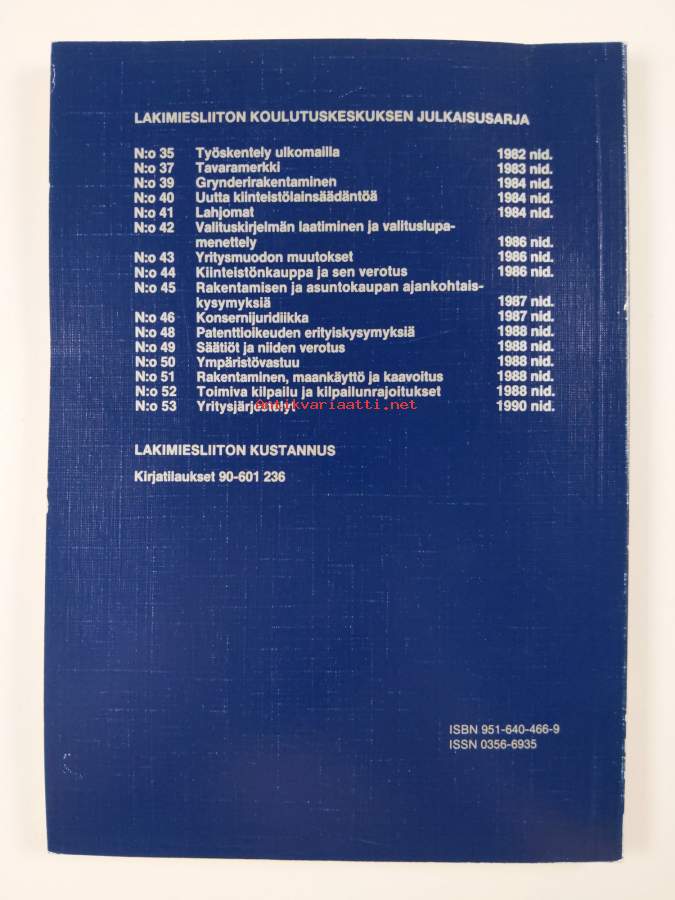 LAKIMIESLIITON KOULUTUSKESKUKSEN JULKAISUSARJA
N:o 35 Työskentely ulkomailla 1982 nid.
N:o 37 Tavaramerkki 1983 nid.
N:o 39 Grynderirakentaminen 1984 nid.
N:o 40 Uutta kiinteistölainsäädäntöä 1984 nid.
N:o 41 Lahjomat 1984 nid.
N:o 42 Valituskirjelmän laatiminen ja valituslupa-
menettely 1986 nid.
N:o 43 Yritysmuodon muutokset 1986 nid.
N:o 44 Kiinteistönkauppa ja sen verotus 1986 nid.
N:o 45 Rakentamisen ja asuntokaupan ajankohtais-
kysymyksiä 1987 nid.
N:o 46 Konsernijuridiikka 1987 nid.
N:o 48 Patenttioikeuden erityiskysymyksiä 1988 nid.
N:o 49 Säätiöt ja niiden verotus 1988 nid.
N:o 50 Ympäristövastuu 1988 nid.
N:o 51 Rakentaminen, maankäyttö ja kaavoitus 1988 nid.
N:o 52 Toimiva kilpailu ja kilpailunrajoitukset 1988 nid.
N:o 53 Yritysjärjestelyt 1990 nid.
Antikvariaatti.net
LAKIMIESLIITON KUSTANNUS
Kirjatilaukset 90-601 236
ISBN 951-640-466-9
ISSN 0356-6935